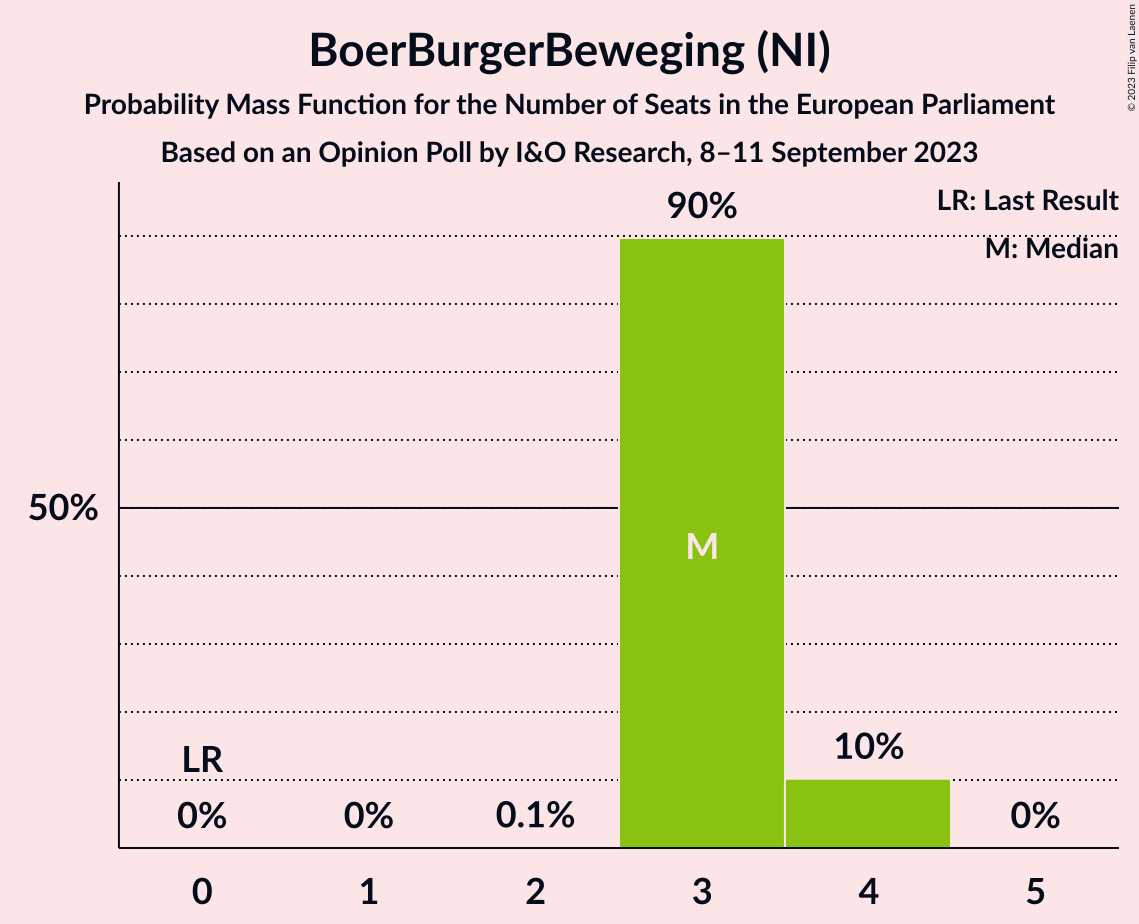 BoerBurgerBeweging (NI)
Probability Mass Function for the Number of Seats in the European Parliament
Based on an Opinion Poll by I&O Research, 8–11 September 2023
© 2023 Filip van Laenen
LR: Last Result
M: Median
90%
50%
M
LR
10%
0% 0% 0.1% 0%
0 1 2 3 4 5